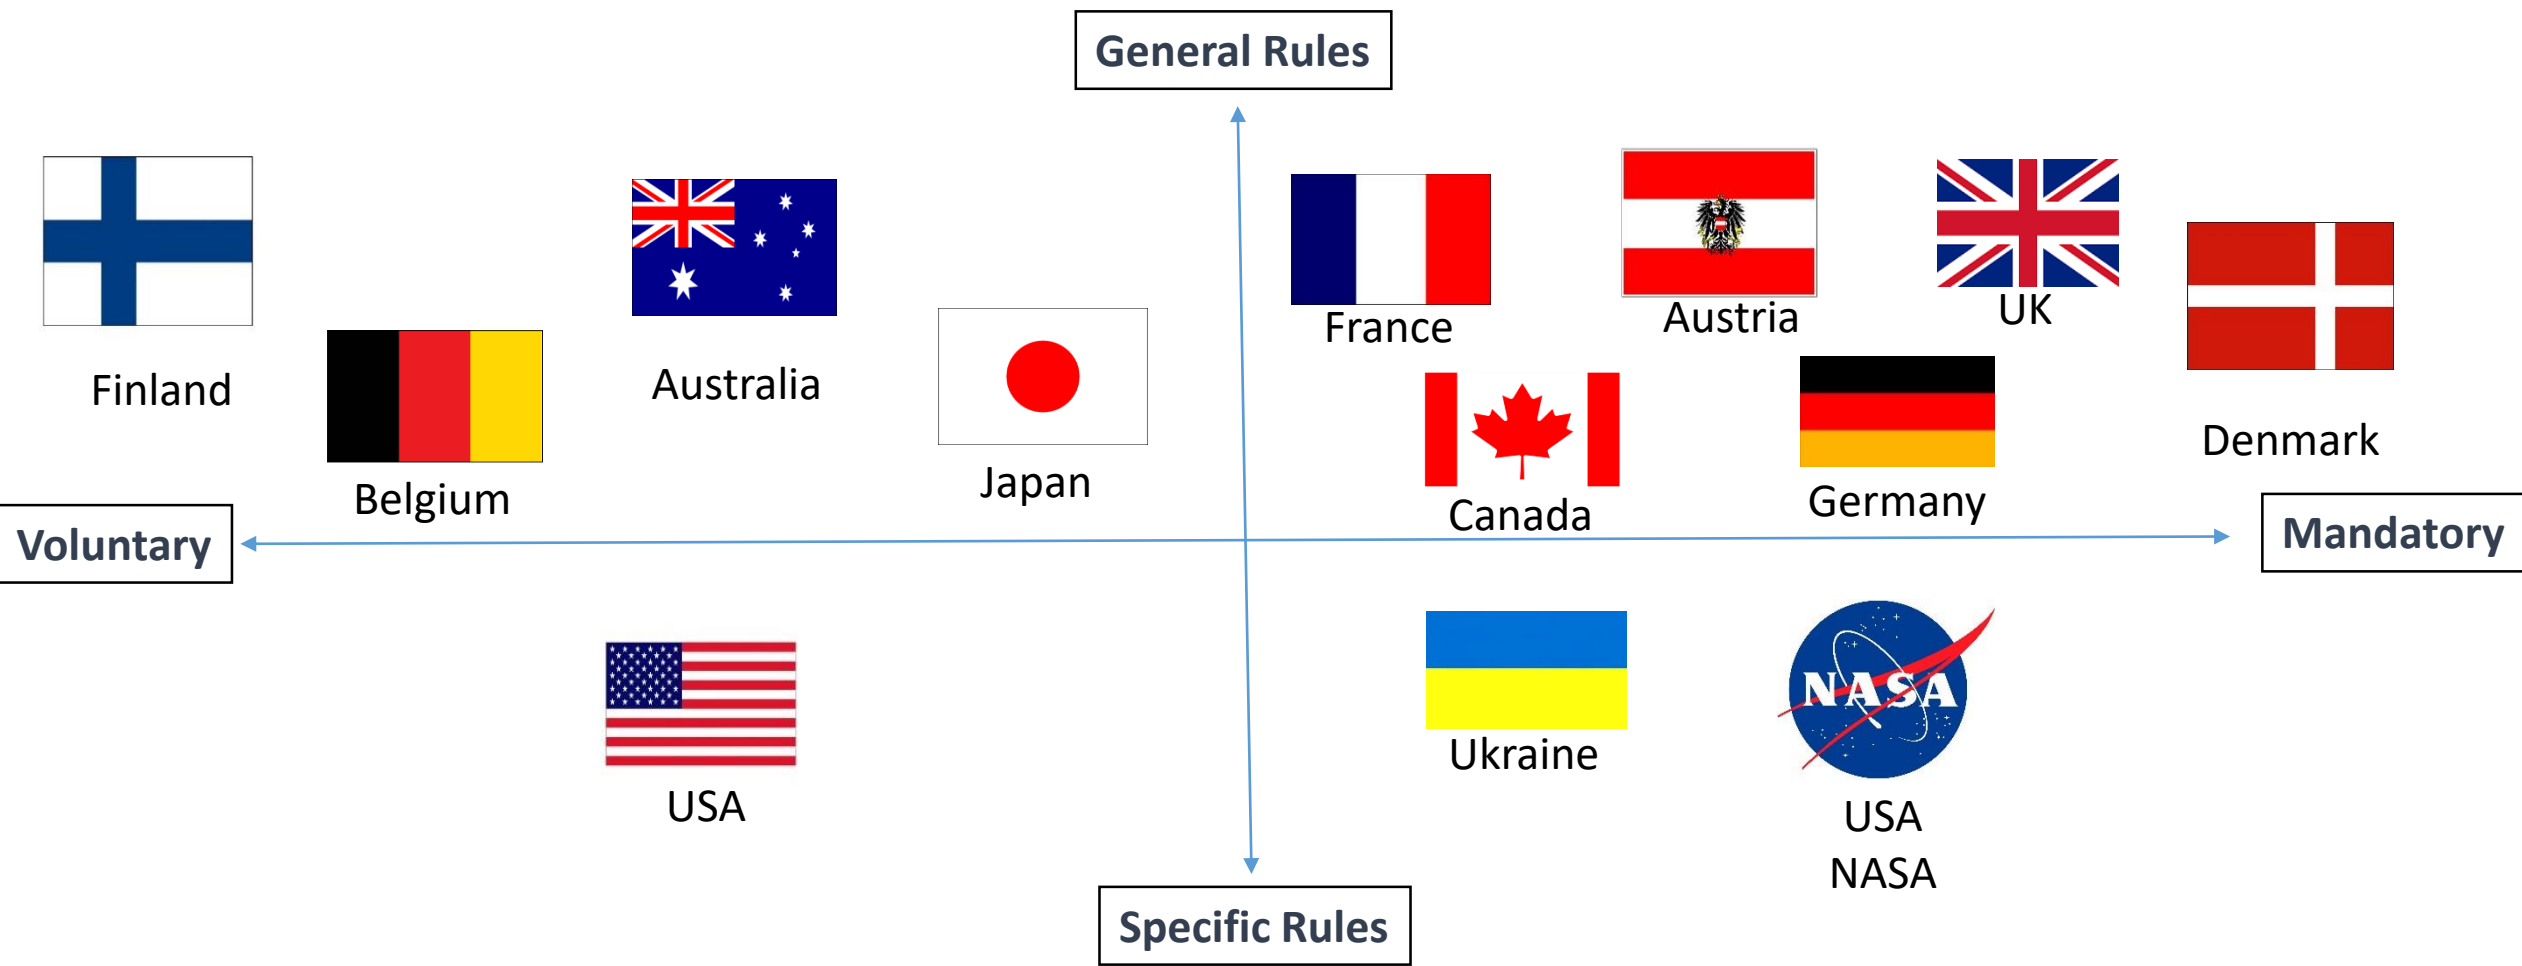 General Rules
Finland
Belgium
Australia
Japan
France
Austria
UK
Canada
Germany
Denmark
Voluntary
Mandatory
USA
Ukraine
NASA
USA
NASA
Specific Rules